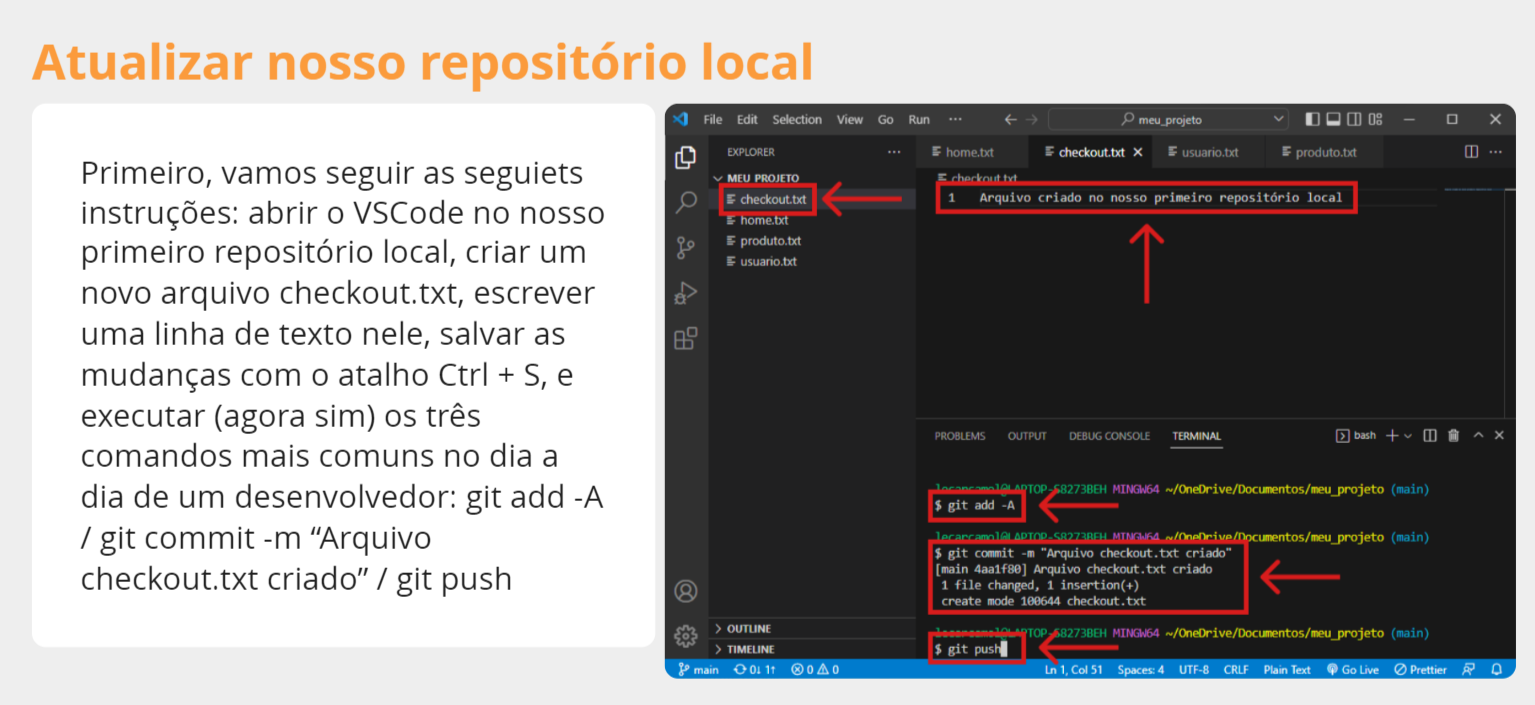 Atualizar nosso repositório local
Primeiro, vamos seguir as seguiets
instruções: abrir o VSCode no nosso
primeiro repositório local, criar um
novo arquivo checkout.txt, escrever
uma linha de texto nele, salvar as
mudanças com o atalho Ctrl + S, e
executar (agora sim) os três
comandos mais comuns no dia a
dia de um desenvolvedor: git add -A
/ git commit -m “Arquivo
checkout.txt criado” / git push
File Edit Selection View Go Run ··· meu_projeto
EXPLORER ···
MEU PROJETO
checkout.txt
home.txt
produto.txt
usuario.txt
OUTLINE
TIMELINE
home.txt checkout.txt usuario.txt produto.txt ···
checkout.txt
1 Arquivo criado no nosso primeiro repositório local
PROBLEMS OUTPUT DEBUG CONSOLE TERMINAL bash
MINGW64 ~/OneDrive/Documentos/meu_projeto (main)
$ git add -A
MINGW64 ~/OneDrive/Documentos/meu_projeto (main)
$ git commit -m "Arquivo checkout.txt criado"
[main 4aa1f80] Arquivo checkout.txt criado
1 file changed, 1 insertion(+)
create mode 100644 checkout.txt
MINGW64 ~/OneDrive/Documentos/meu_projeto (main)
$ git push
main 0↓ 1↑ 0 0 Ln 1, Col 51 Spaces: 4 UTF-8 CRLF Plain Text Go Live Prettier